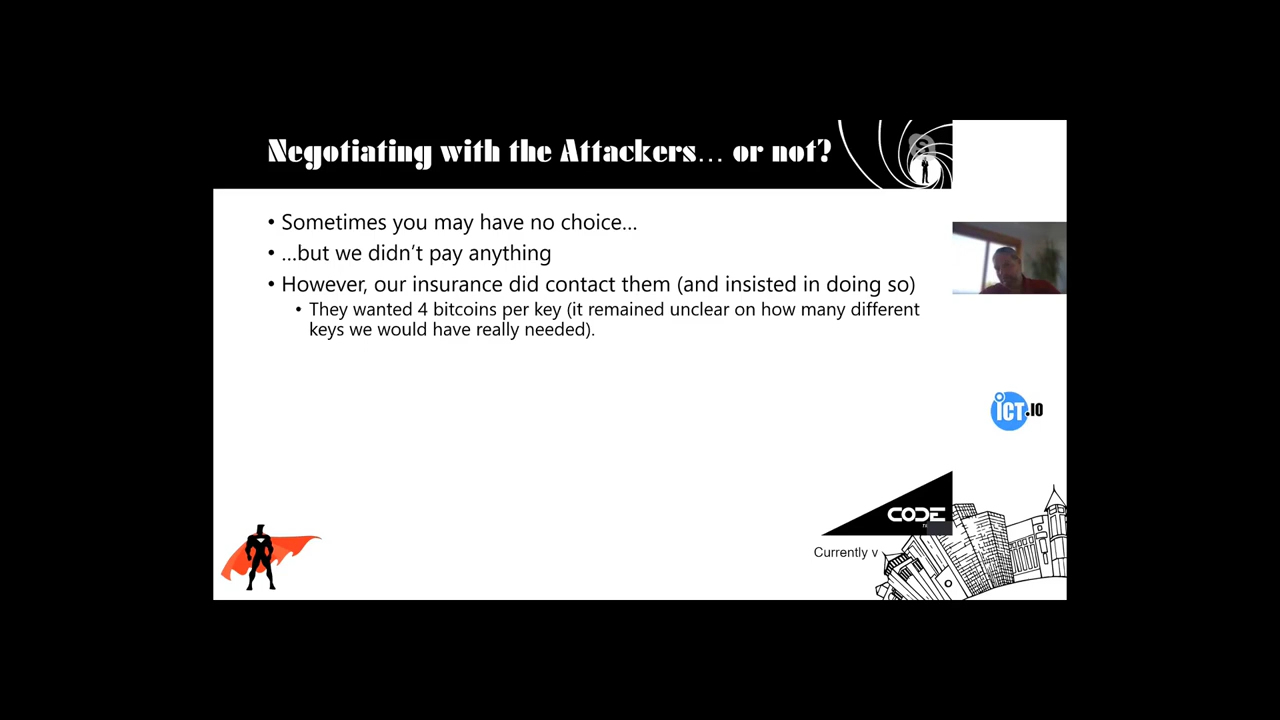 Negotiating with the Attackers... or not?
• Sometimes you may have no choice...
• ...but we didn't pay anything
• However, our insurance did contact them (and insisted in doing so)
• They wanted 4 bitcoins per key (it remained unclear on how many different
keys we would have really needed).
iCT.IO
CODE
Currently v